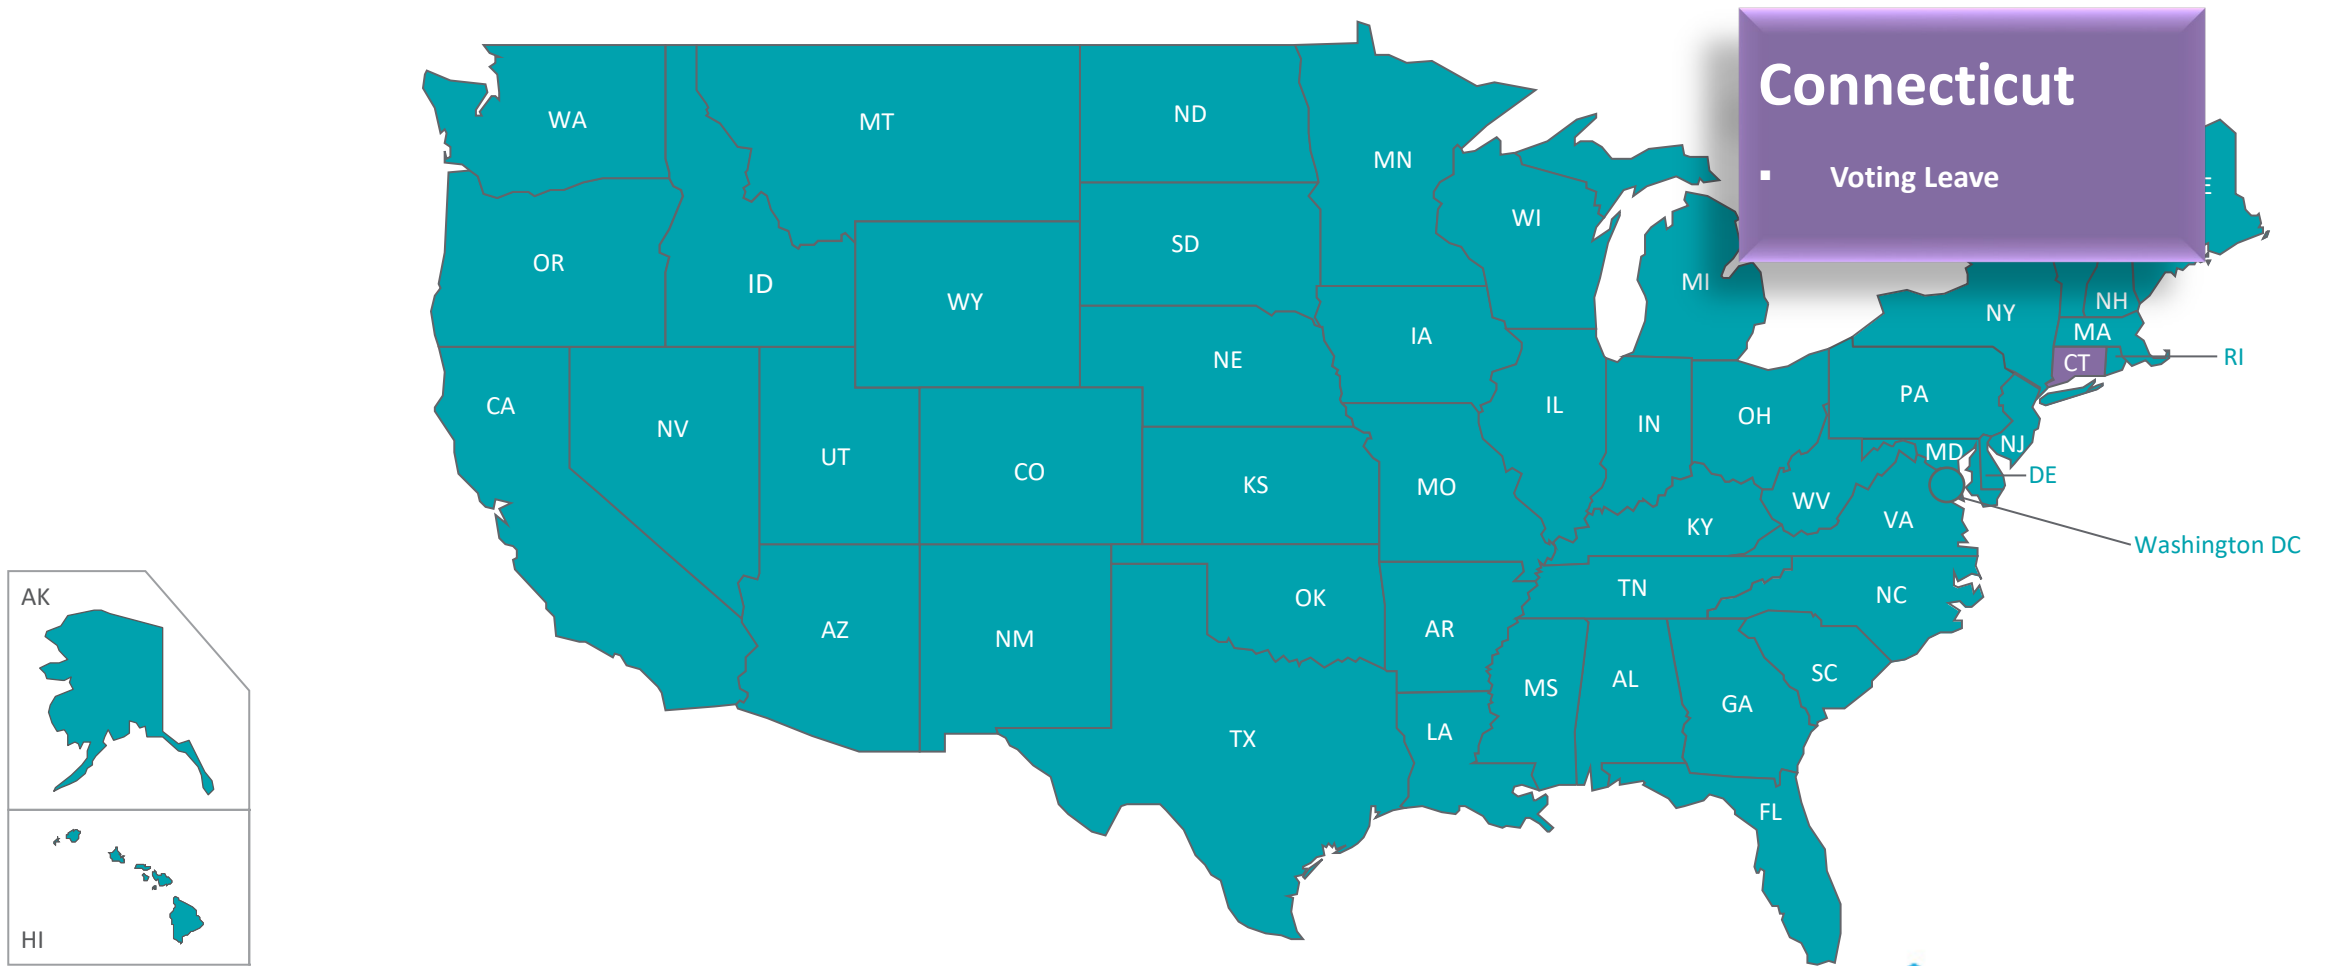 Connecticut
▪ Voting Leave
WA
MT
ND
MN
WI
MI
OR
ID
WY
SD
IA
NE
NY
NH
MA
CT
RI
CA
NV
UT
CO
KS
MO
IL
IN
OH
PA
NJ
MD
DE
WV
VA
KY
Washington DC
AZ
NM
OK
AR
TN
NC
SC
MS
AL
GA
LA
TX
FL
AK
HI